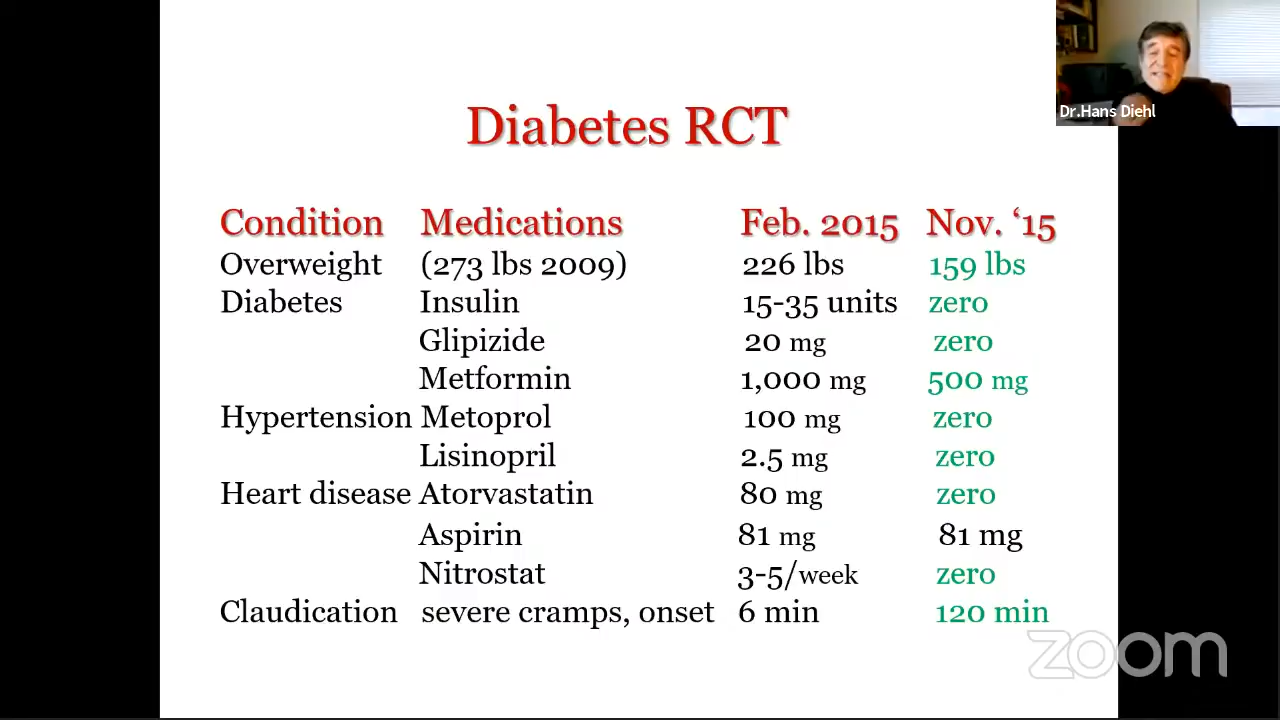 Dr.Hans Diehl
Diabetes RCT
Condition Medications Feb. 2015 Nov. ‘15
Overweight (273 lbs 2009) 226 lbs 159 lbs
Diabetes Insulin 15-35 units zero
Glipizide 20 mg zero
Metformin 1,000 mg 500 mg
Hypertension Metoprol 100 mg zero
Lisinopril 2.5 mg zero
Heart disease Atorvastatin 80 mg zero
Aspirin 81 mg 81 mg
Nitrostat 3-5/week zero
Claudication severe cramps, onset 6 min 120 min
zoom